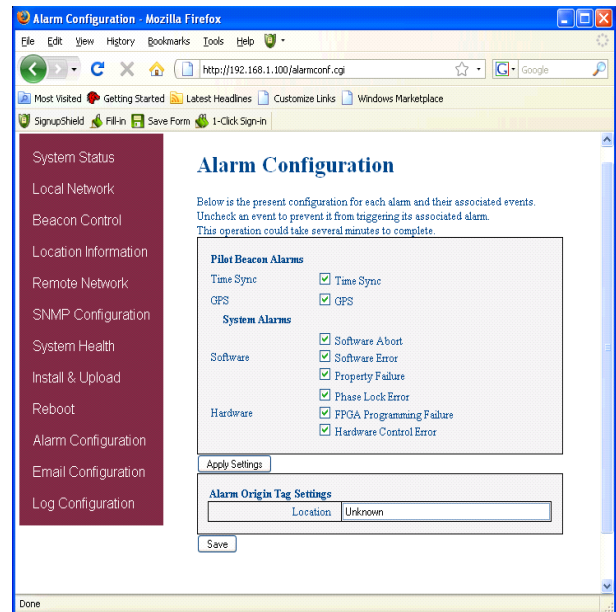 Alarm Configuration - Mozilla Firefox
File Edit View History Bookmarks Tools Help
http://192.168.1.100/alarmconf.cgi
G Google
Most Visited Getting Started Latest Headlines Customize Links Windows Marketplace
SignupShield Fill-in Save Form 1-Click Sign-in
System Status
Local Network
Beacon Control
Location Information
Remote Network
SNMP Configuration
System Health
Install & Upload
Reboot
Alarm Configuration
Email Configuration
Log Configuration
Alarm Configuration
Below is the present configuration for each alarm and their associated events.
Uncheck an event to prevent it from triggering its associated alarm.
This operation could take several minutes to complete.
Pilot Beacon Alarms
Time Sync Time Sync
GPS GPS
System Alarms
Software Abort
Software Software Error
Property Failure
Phase Lock Error
Hardware FPGA Programming Failure
Hardware Control Error
Apply Settings
Alarm Origin Tag Settings
Location Unknown
Save
Done